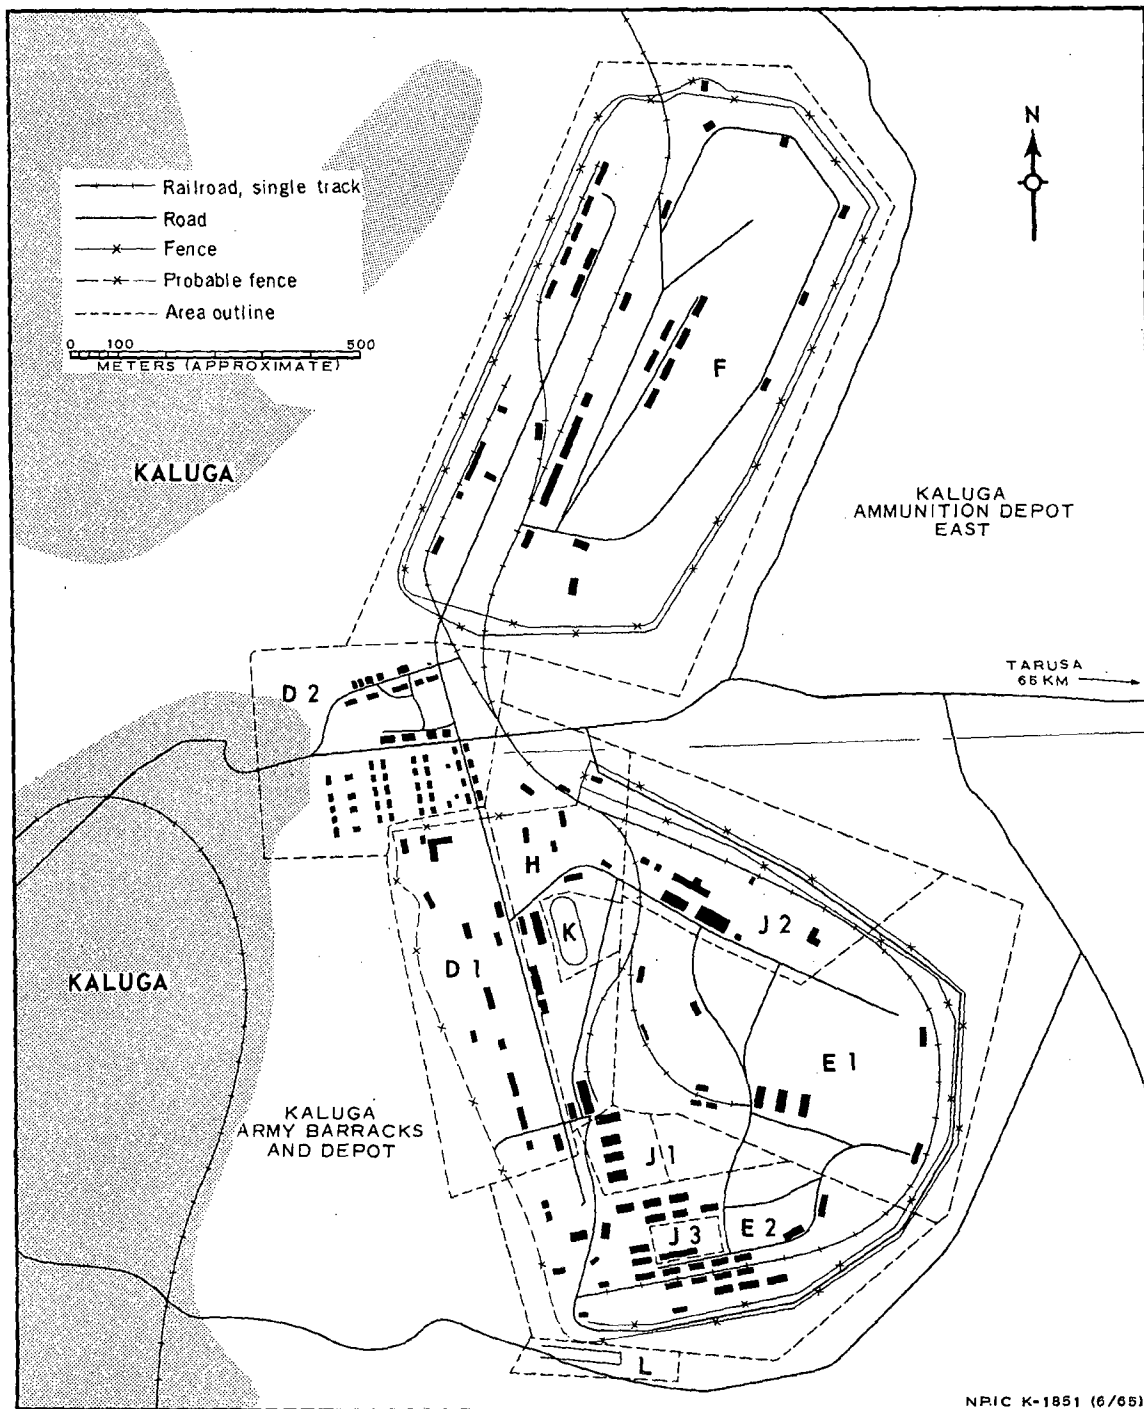 N
Railroad, single track
Road
Fence
Probable fence
Area outline
0 100 500
METERS (APPROXIMATE)
F
KALUGA
KALUGA
AMMUNITION DEPOT
EAST
TARUSA
65 KM
D 2
H
K
J 2
D 1
KALUGA
E 1
KALUGA
ARMY BARRACKS
AND DEPOT
J 1
J 3
E 2
L
NPIC K-1851 (6/65)